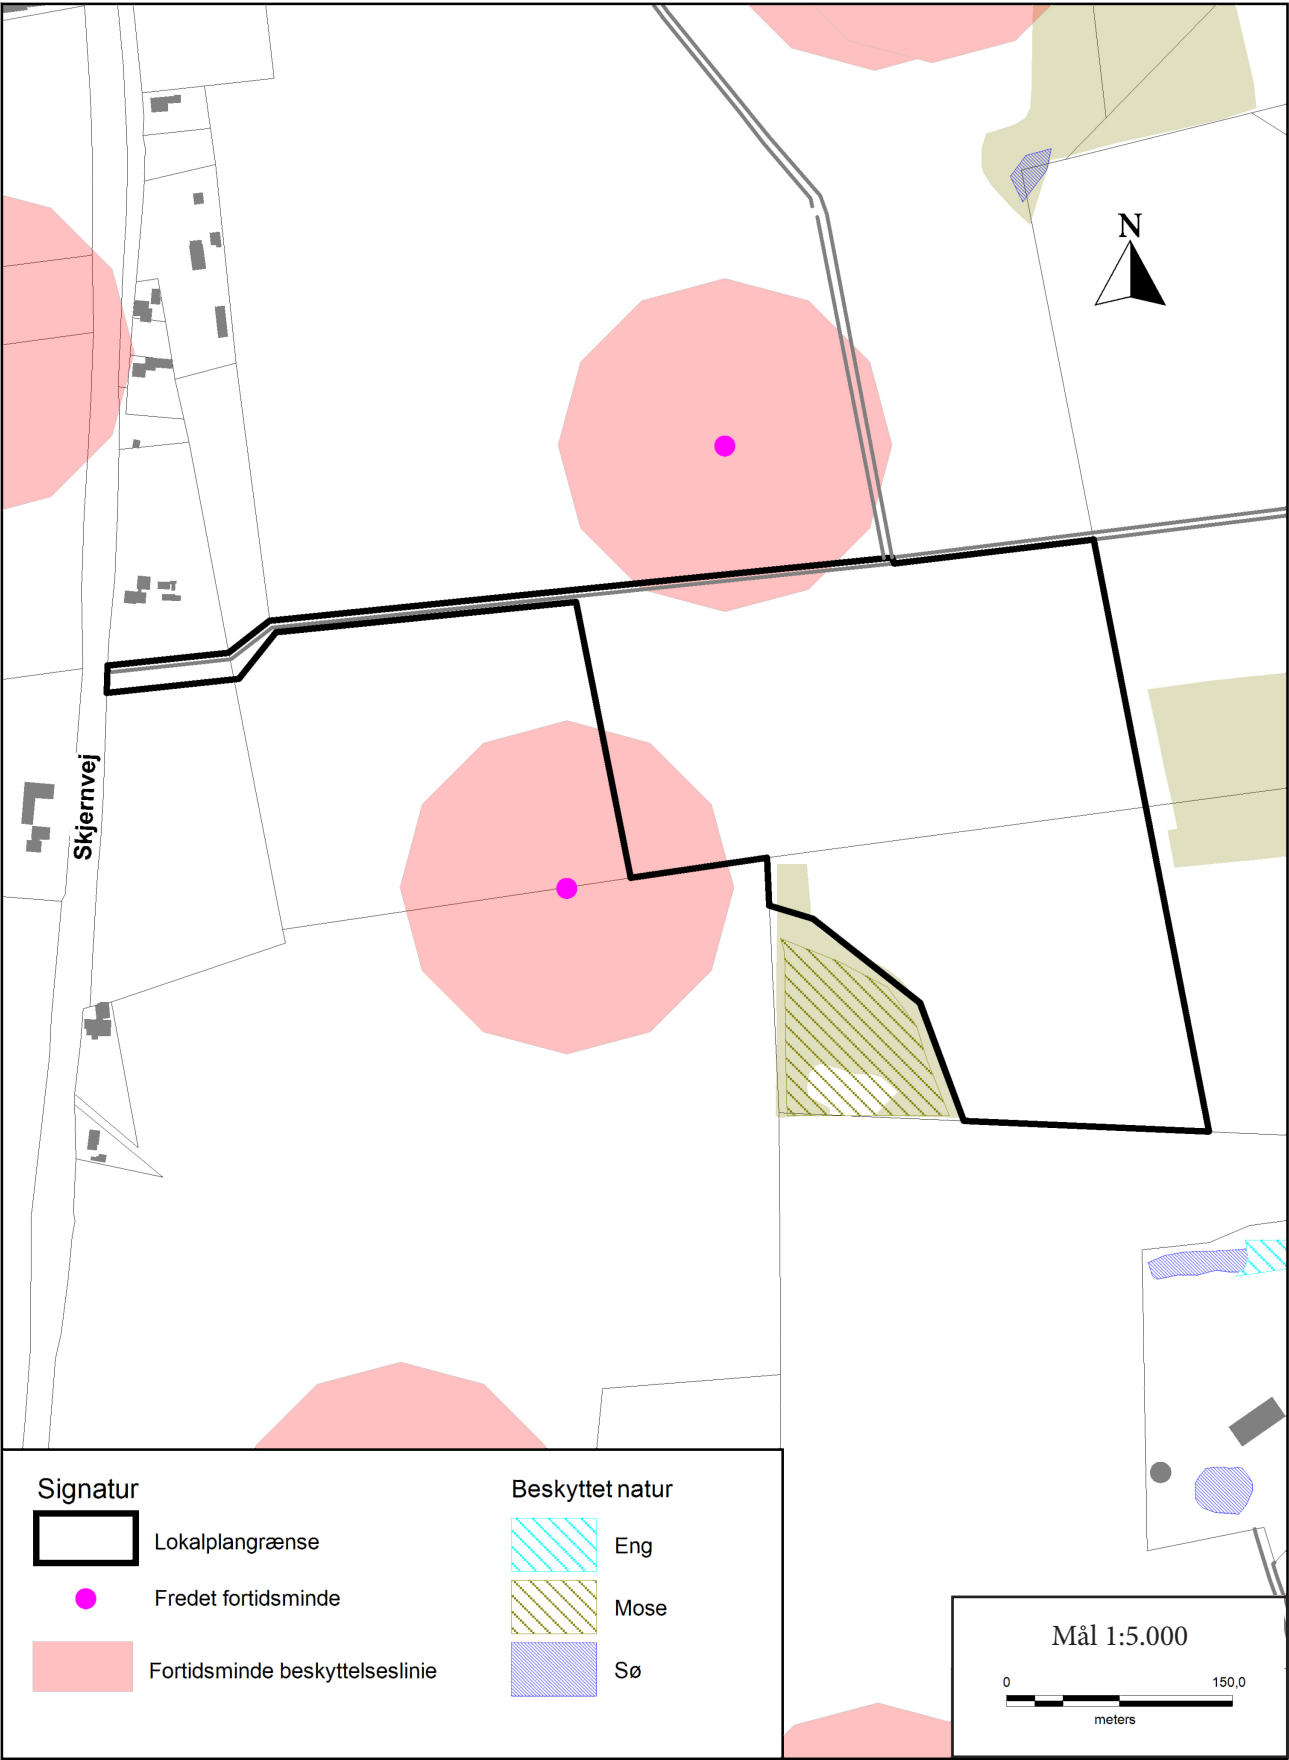 N
Skjernvej
Signatur
Lokalplangrænse
Fredet fortidsminde
Fortidsminde beskyttelseslinie
Beskyttet natur
Eng
Mose
Sø
Mål 1:5.000
0 150,0
meters